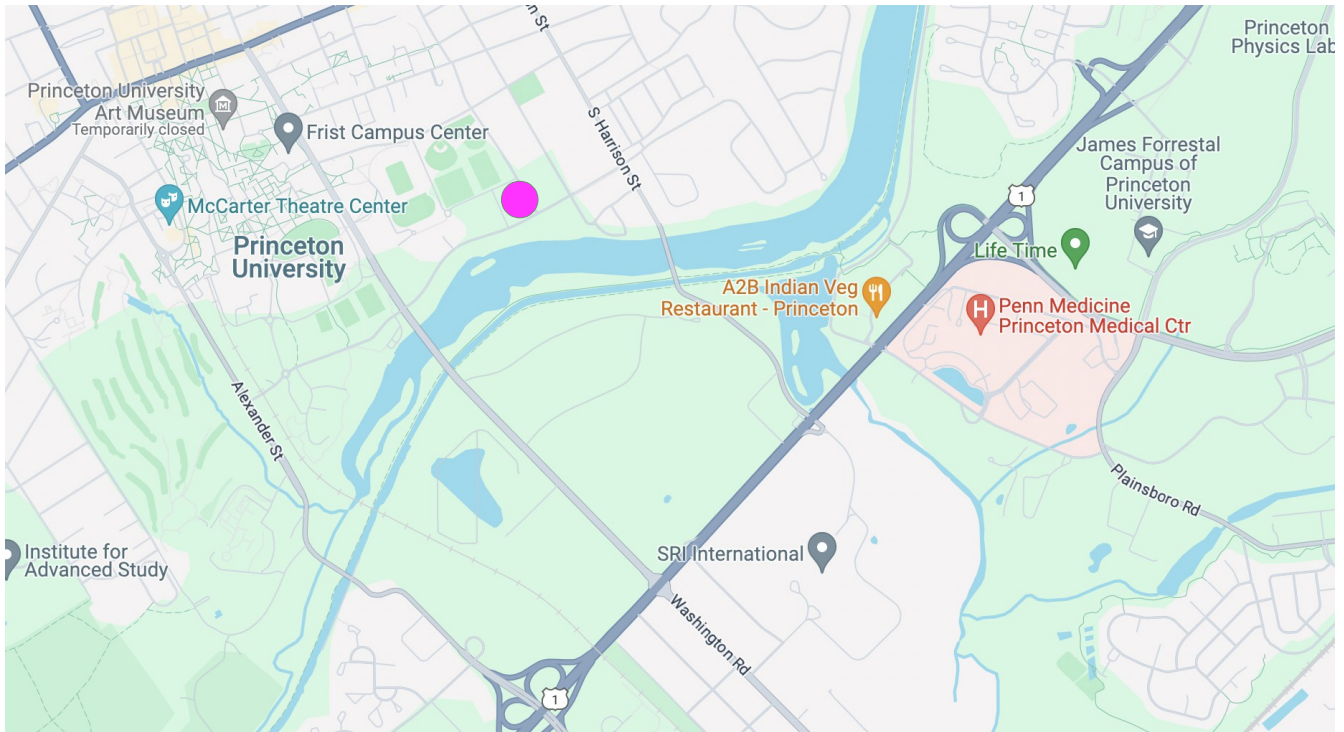 n St
Princeton
Physics Lab
Princeton University
Art Museum
Temporarily closed
Frist Campus Center
S Harrison St
James Forrestal
Campus of
Princeton
University
1
McCarter Theatre Center
Princeton
University
Life Time
A2B Indian Veg
Restaurant - Princeton
H
Penn Medicine
Princeton Medical Ctr
Alexander St
Plainsboro Rd
Institute for
Advanced Study
SRI International
Washington Rd
1